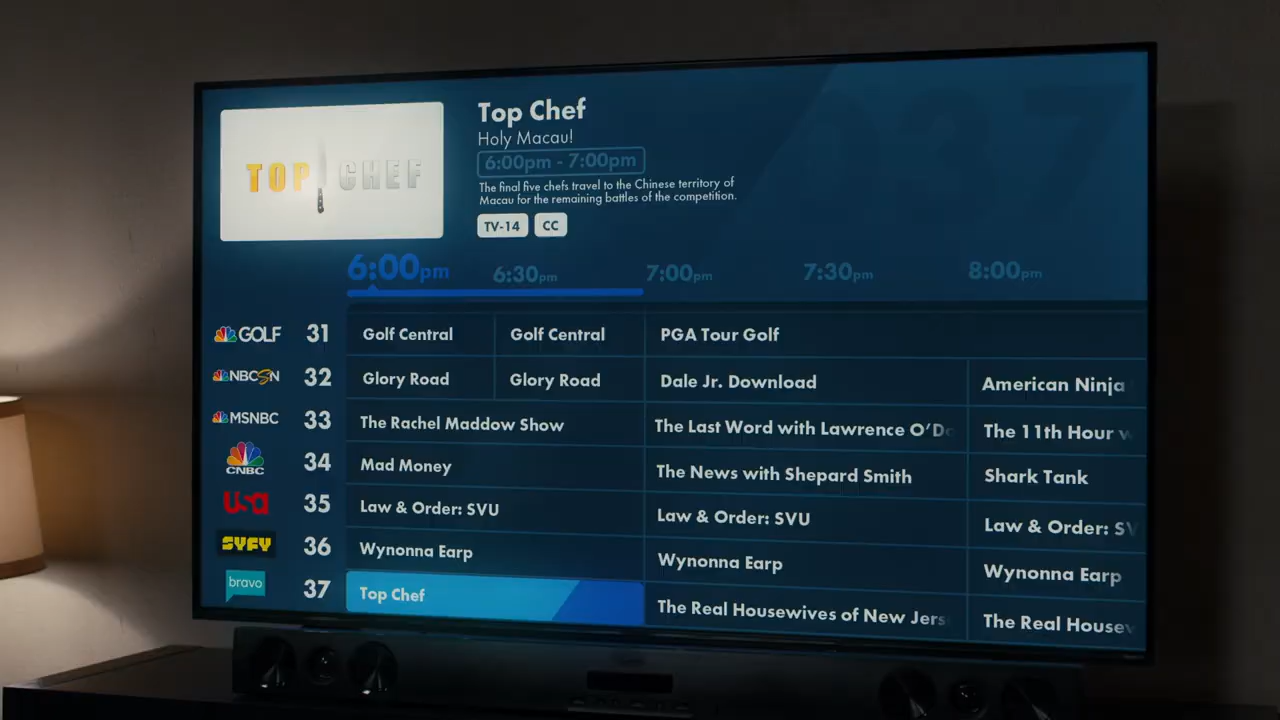 TOP CHEF
Top Chef
Holy Macau!
6:00pm - 7:00pm
The final five chefs travel to the Chinese territory of
Macau for the remaining battles of the competition.
TV-14 CC
6:00pm 6:30pm 7:00pm 7:30pm 8:00pm
GOLF 31 Golf Central Golf Central PGA Tour Golf
NBCSN 32 Glory Road Glory Road Dale Jr. Download American Ninja
MSNBC 33 The Rachel Maddow Show The Last Word with Lawrence O'Do The 11th Hour w
CNBC 34 Mad Money The News with Shepard Smith Shark Tank
USA 35 Law & Order: SVU Law & Order: SVU Law & Order: SV
SYFY 36 Wynonna Earp Wynonna Earp Wynonna Earp
bravo 37 Top Chef The Real Housewives of New Jers The Real Housew